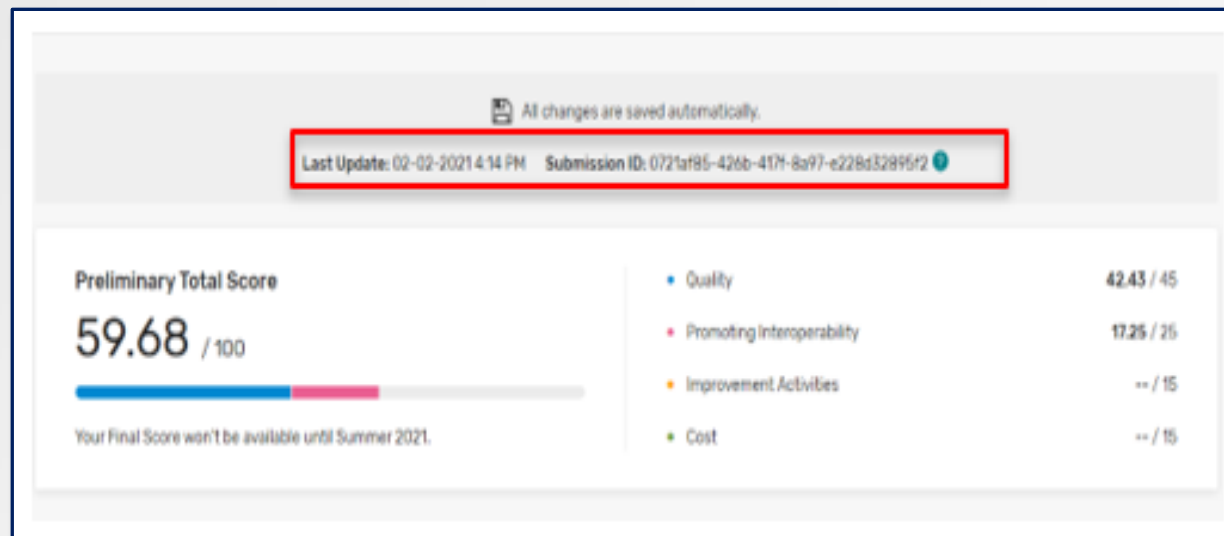 All changes are saved automatically.
Last Update: 02-02-2021 4:14 PM Submission ID: 0721af85-426b-417f-8a97-e228d32895f2 ?
Preliminary Total Score
59.68 / 100
Your Final Score won't be available until Summer 2021.
• Quality 42.43 / 45
• Promoting Interoperability 17.25 / 25
• Improvement Activities -- / 15
• Cost -- / 15